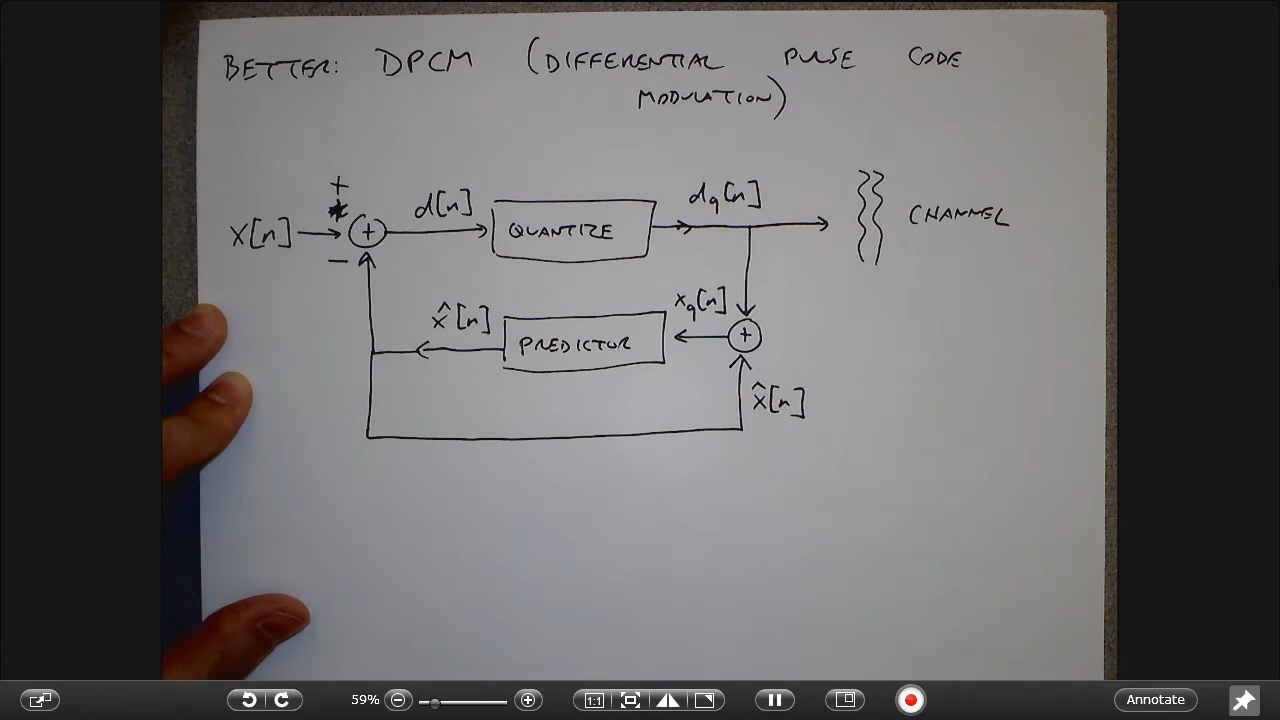 BETTER: DPCM (DIFFERENTIAL PULSE CODE
MODULATION)
+
x[n] + d[n] QUANTIZE dq[n] CHANNEL
−
x̂[n] PREDICTOR xq[n] +
x̂[n]
59% 1:1 Annotate